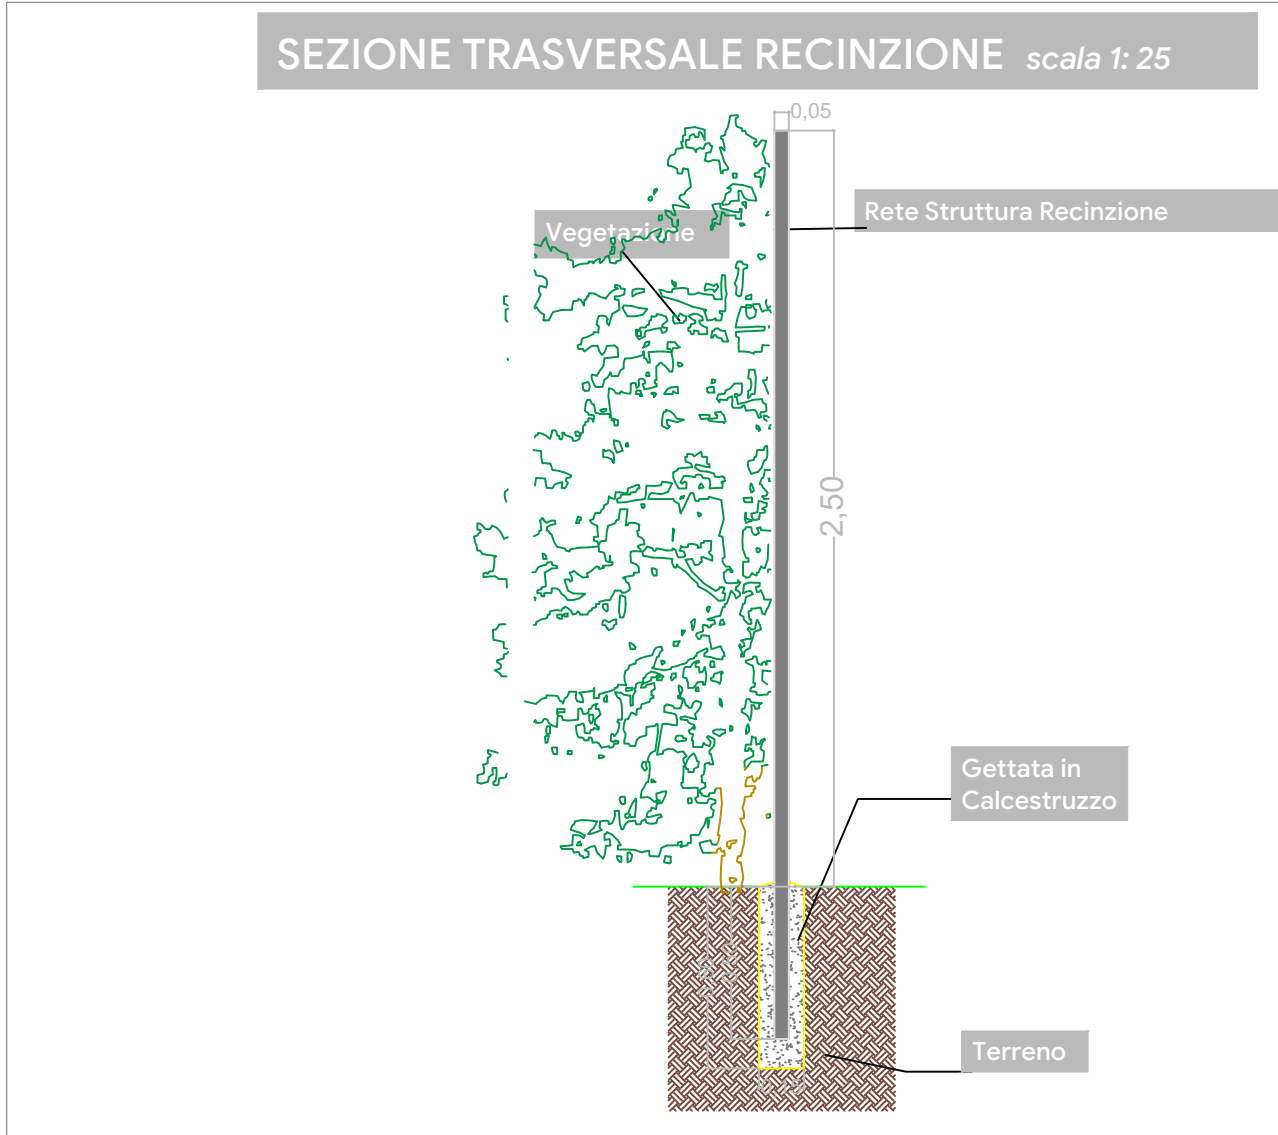 SEZIONE TRASVERSALE RECINZIONE scala 1: 25
0,05
Rete Struttura Recinzione
Vegetazione
2,50
Gettata in
Calcestruzzo
Terreno